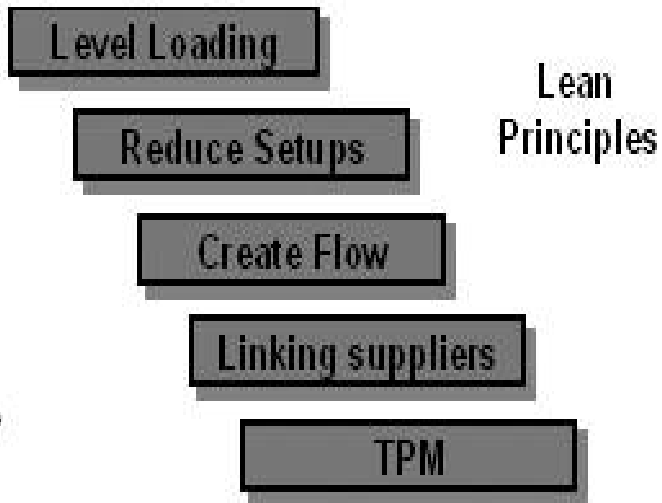 Level Loading
Lean
Principles
Reduce Setups
Create Flow
Linking suppliers
TPM